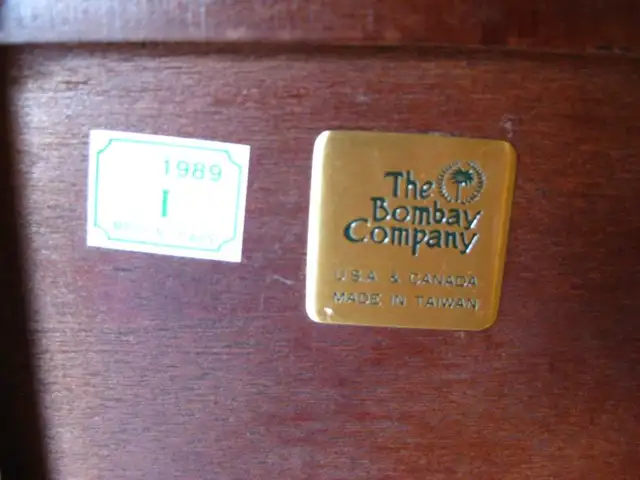 1989
I
The
Bombay
Company
U.S.A. & CANADA
MADE IN TAIWAN